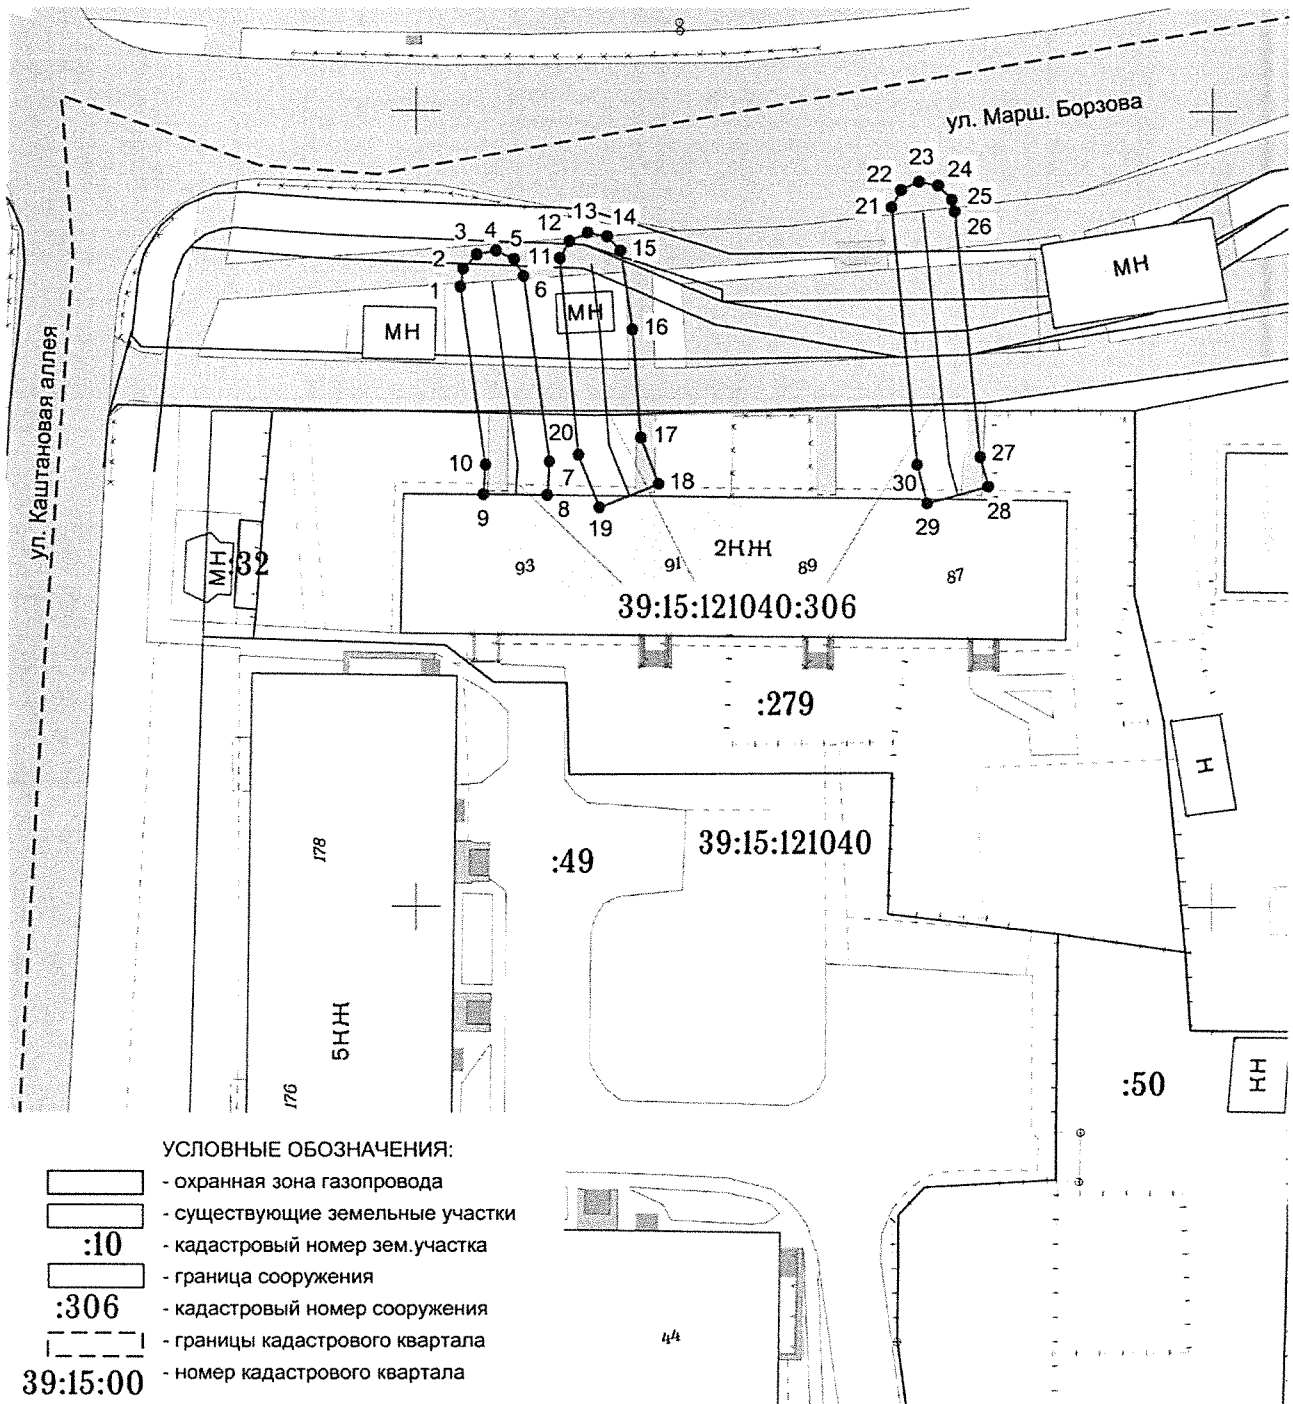 8
ул. Марш. Борзова
23
22
24
25
21
26
13
12
14
3
4
5
15
11
2
6
1
МН
МН
МН
16
ул. Каштановая аллея
20
17
27
10
7
18
30
9
8
19
29
28
2КЖ
93
91
89
87
МН
:32
39:15:121040:306
:279
Н
178
:49
39:15:121040
5НЖ
176
:50
НН
УСЛОВНЫЕ ОБОЗНАЧЕНИЯ:
- охранная зона газопровода
- существующие земельные участки
:10 - кадастровый номер зем.участка
- граница сооружения
:306 - кадастровый номер сооружения
- границы кадастрового квартала
39:15:00 - номер кадастрового квартала
44